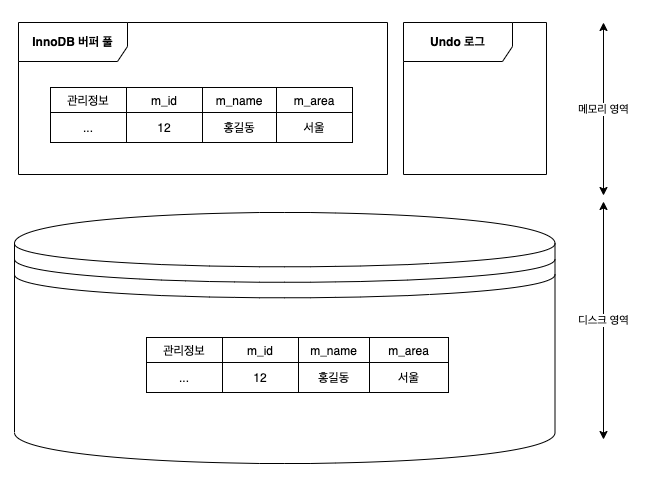 InnoDB 버퍼 풀
Undo 로그
관리정보 m_id m_name m_area
... 12 홍길동 서울
메모리 영역
디스크 영역
관리정보 m_id m_name m_area
... 12 홍길동 서울